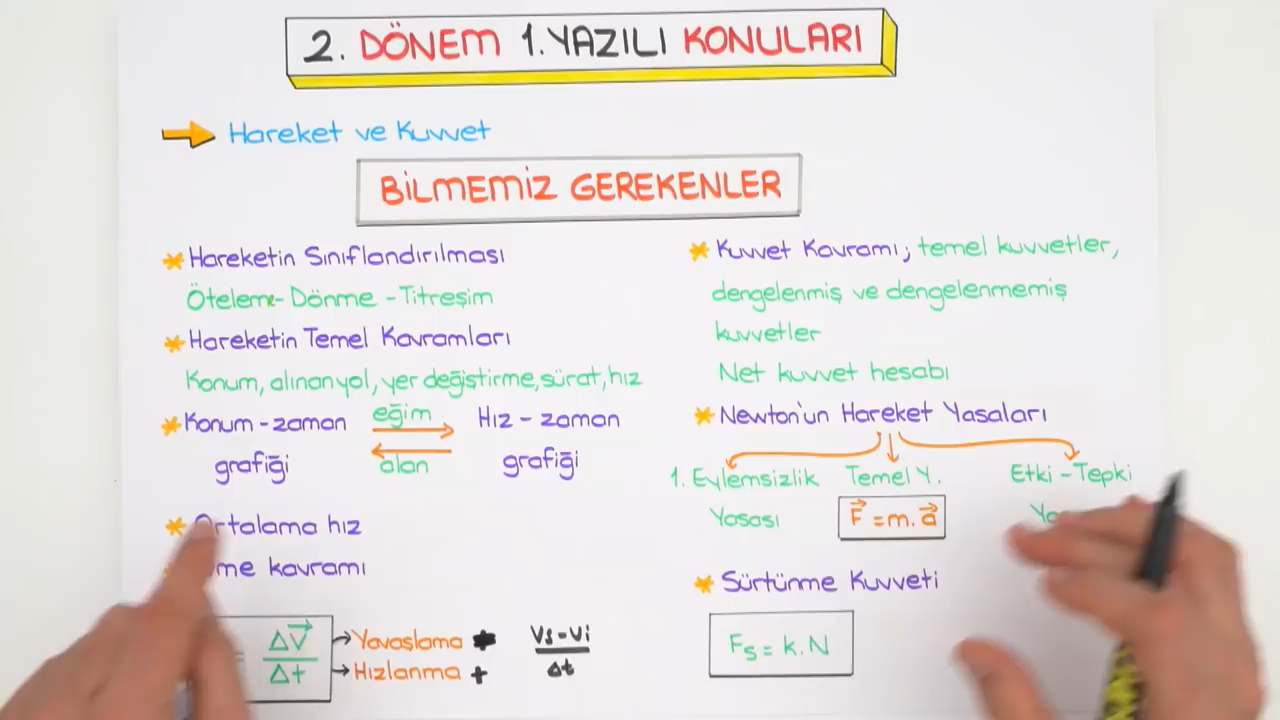 2. DÖNEM 1. YAZILI KONULARI
Hareket ve Kuvvet
BİLMEMİZ GEREKENLER
* Hareketin Sınıflandırılması
Öteleme - Dönme - Titreşim
* Hareketin Temel Kavramları
Konum, alınan yol, yer değiştirme, sürat, hız
* Konum - zaman grafiği
eğim
alan
Hız - zaman grafiği
* Ortalama hız
kavramı
= ΔV / Δt
Yavaşlama
Hızlanma +
Vs - Vi / Δt
* Kuvvet Kavramı; temel kuvvetler,
dengelenmiş ve dengelenmemiş
kuvvetler
Net kuvvet hesabı
* Newton'un Hareket Yasaları
1. Eylemsizlik Yasası
Temel Y.
F = m. a
Etki - Tepki
* Sürtünme Kuvveti
Fs = k. N